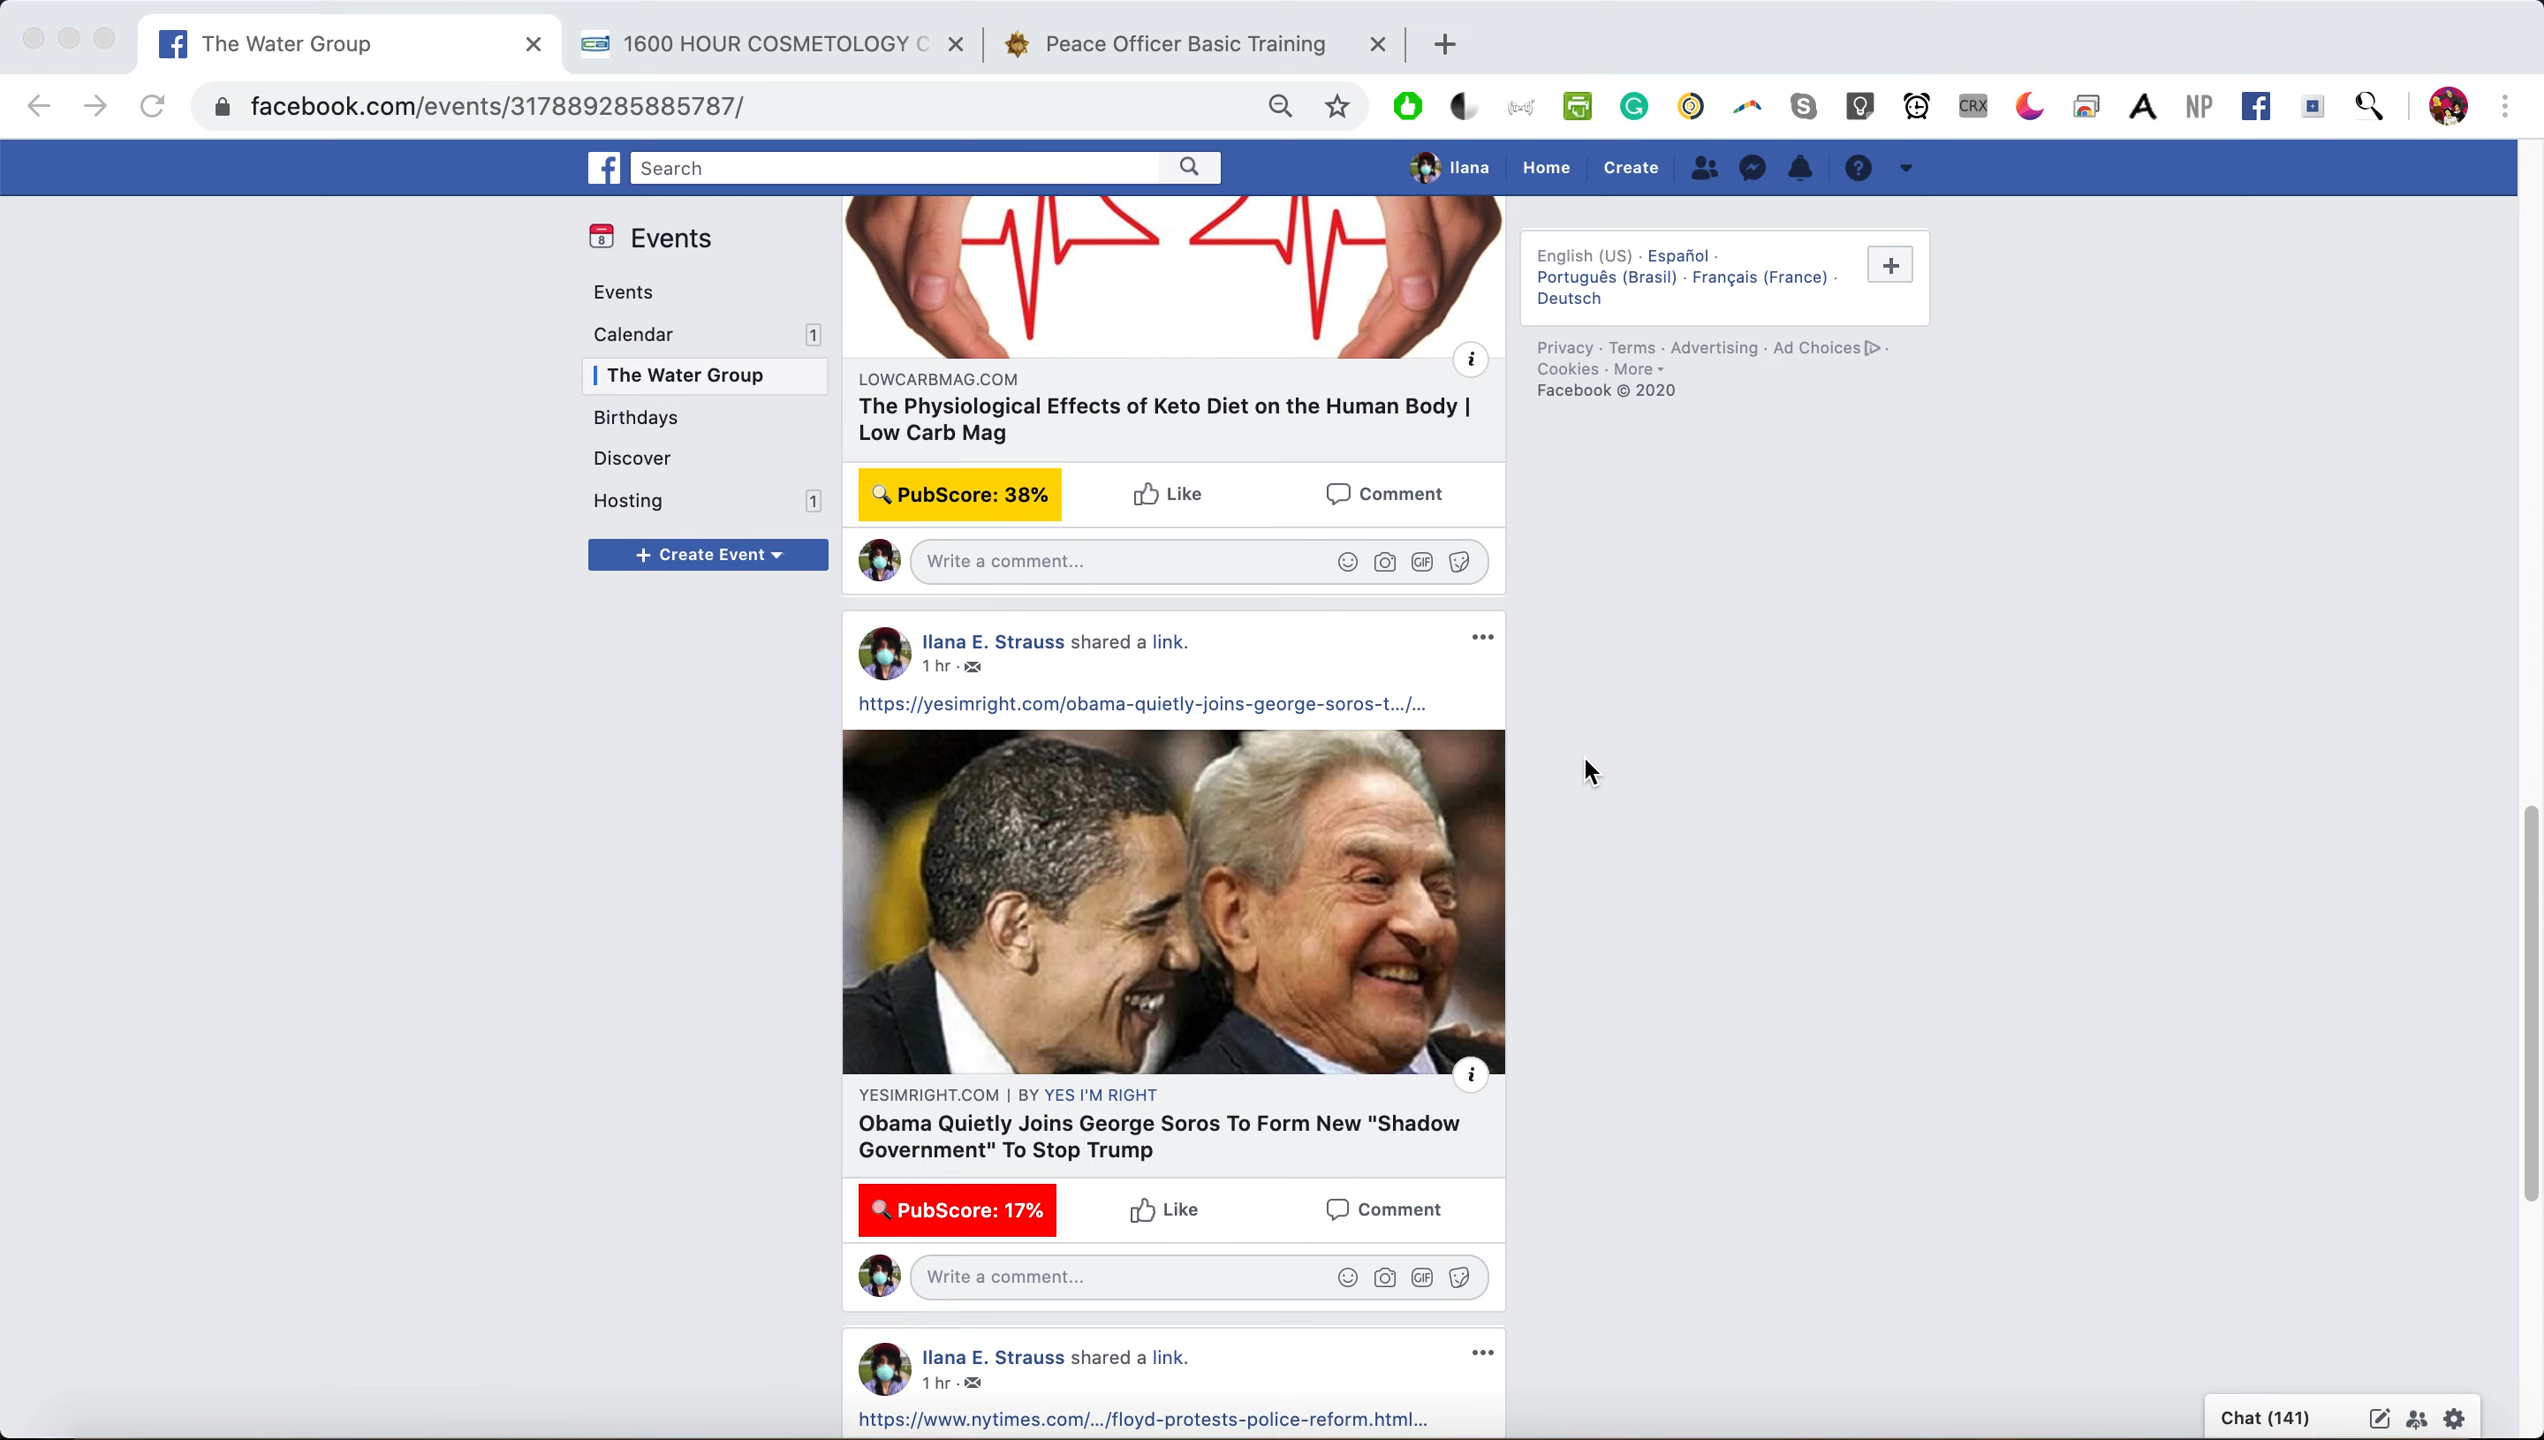 The Water Group
1600 HOUR COSMETOLOGY C
Peace Officer Basic Training
facebook.com/events/317889285885787/
CRX
NP
Search
Ilana
Home
Create
8
Events
Events
Calendar 1
The Water Group
Birthdays
Discover
Hosting 1
+ Create Event
LOWCARBMAG.COM
The Physiological Effects of Keto Diet on the Human Body |
Low Carb Mag
PubScore: 38%
Like
Comment
Write a comment...
GIF
Ilana E. Strauss shared a link.
1 hr ·
https://yesimright.com/obama-quietly-joins-george-soros-t.../...
YESIMRIGHT.COM | BY YES I'M RIGHT
Obama Quietly Joins George Soros To Form New "Shadow
Government" To Stop Trump
PubScore: 17%
Like
Comment
Write a comment...
GIF
Ilana E. Strauss shared a link.
1 hr ·
https://www.nytimes.com/.../floyd-protests-police-reform.html...
English (US) · Español ·
Português (Brasil) · Français (France) ·
Deutsch
Privacy · Terms · Advertising · Ad Choices ·
Cookies · More
Facebook © 2020
Chat (141)